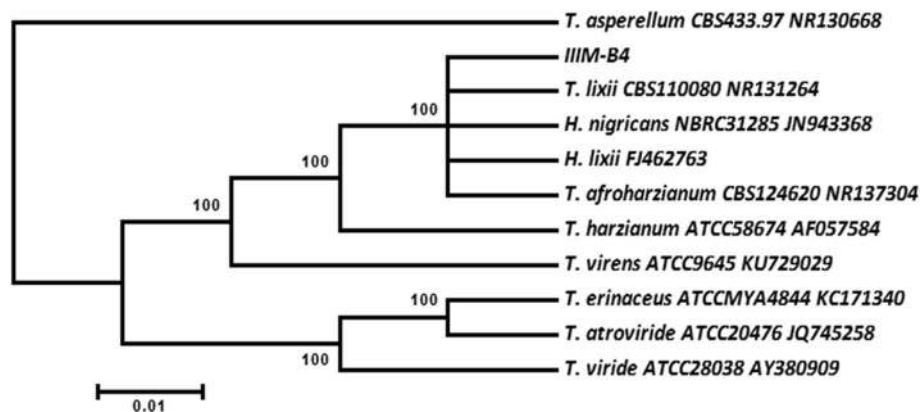 T. asperellum CBS433.97 NR130668
IIIM-B4
T. lixii CBS110080 NR131264
100
H. nigricans NBRC31285 JN943368
100
H. lixii FJ462763
100
T. afroharzianum CBS124620 NR137304
T. harzianum ATCC58674 AF057584
T. virens ATCC9645 KU729029
100
T. erinaceus ATCCMYA4844 KC171340
T. atroviride ATCC20476 JQ745258
100
T. viride ATCC28038 AY380909
0.01